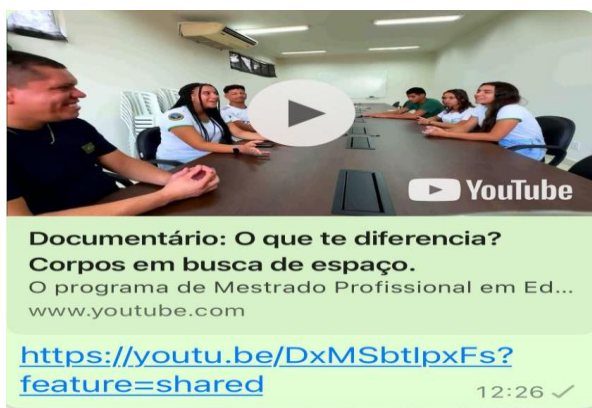 YouTube
Documentário: O que te diferencia?
Corpos em busca de espaço.
O programa de Mestrado Profissional em Ed...
www.youtube.com
https://youtu.be/DxMSbtIpxFs?
feature=shared
12:26